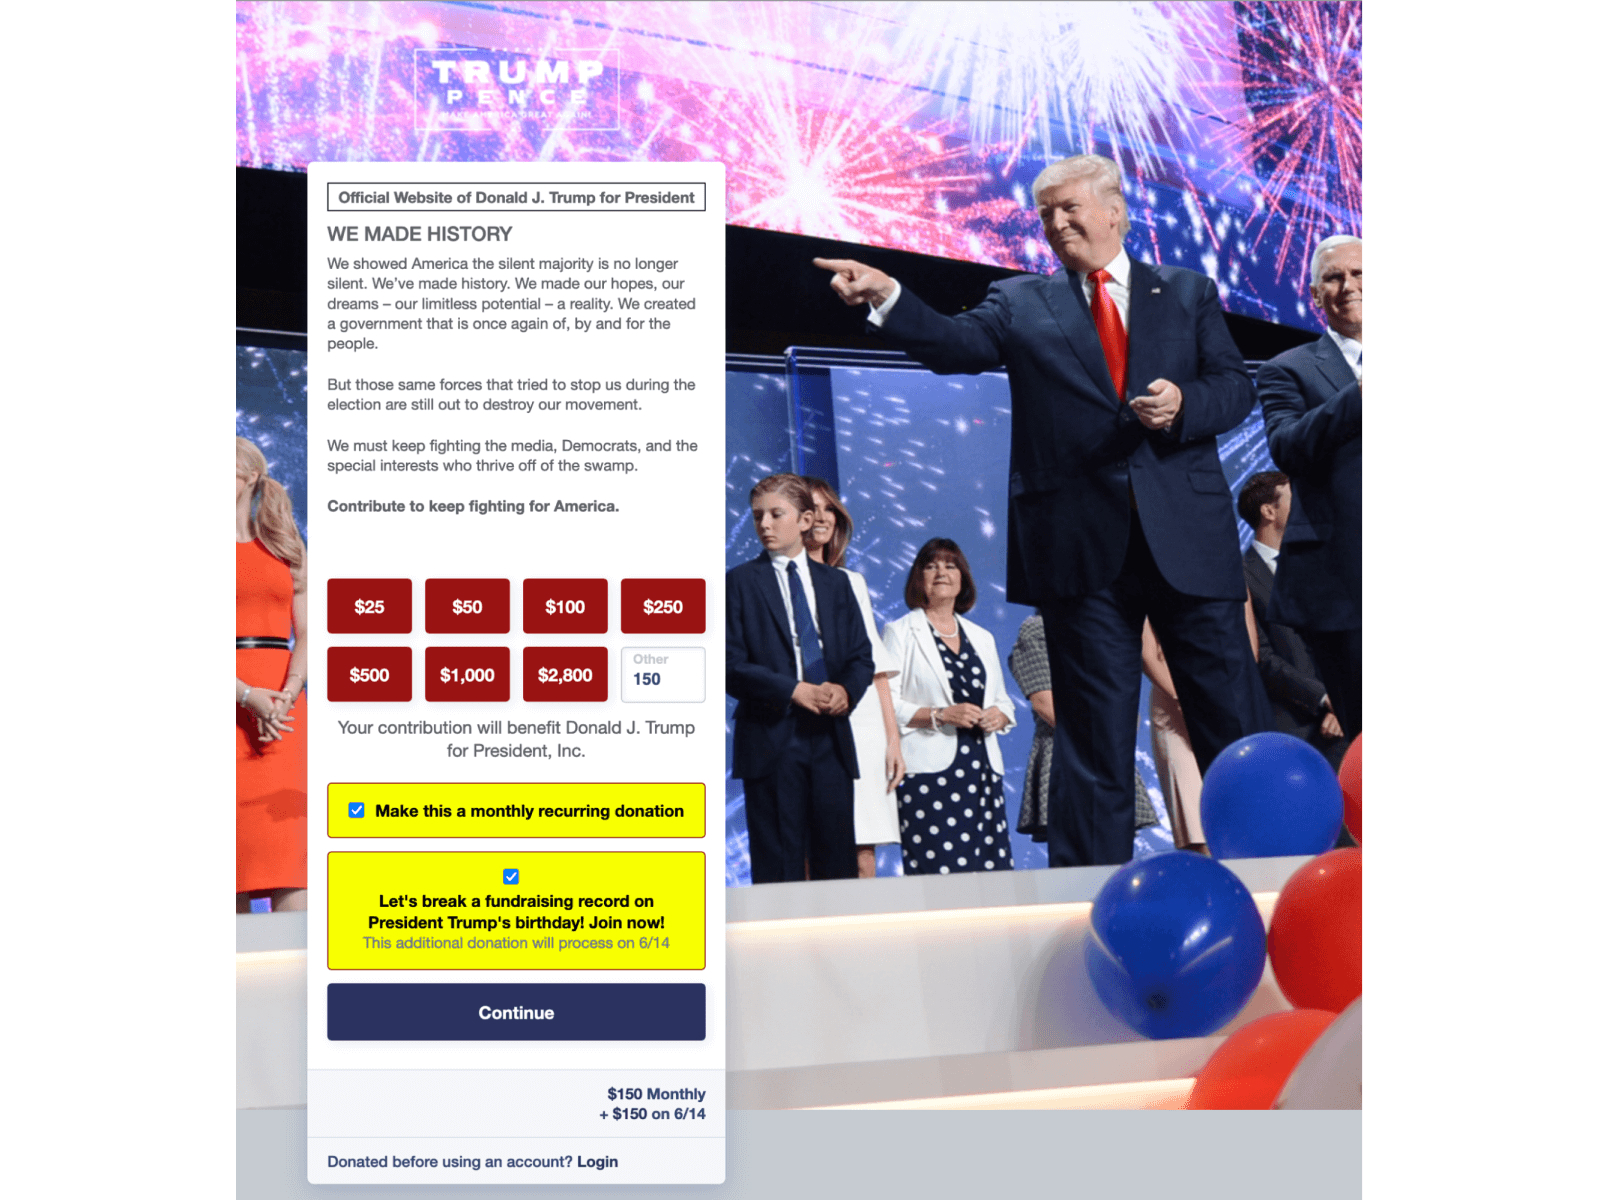 TRUMP
PENCE
MAKE AMERICA GREAT AGAIN!
Official Website of Donald J. Trump for President
WE MADE HISTORY
We showed America the silent majority is no longer
silent. We’ve made history. We made our hopes, our
dreams – our limitless potential – a reality. We created
a government that is once again of, by and for the
people.
But those same forces that tried to stop us during the
election are still out to destroy our movement.
We must keep fighting the media, Democrats, and the
special interests who thrive off of the swamp.
Contribute to keep fighting for America.
$25 $50 $100 $250
Other
$500 $1,000 $2,800 150
Your contribution will benefit Donald J. Trump
for President, Inc.
Make this a monthly recurring donation
Let's break a fundraising record on
President Trump's birthday! Join now!
This additional donation will process on 6/14
Continue
$150 Monthly
+ $150 on 6/14
Donated before using an account? Login